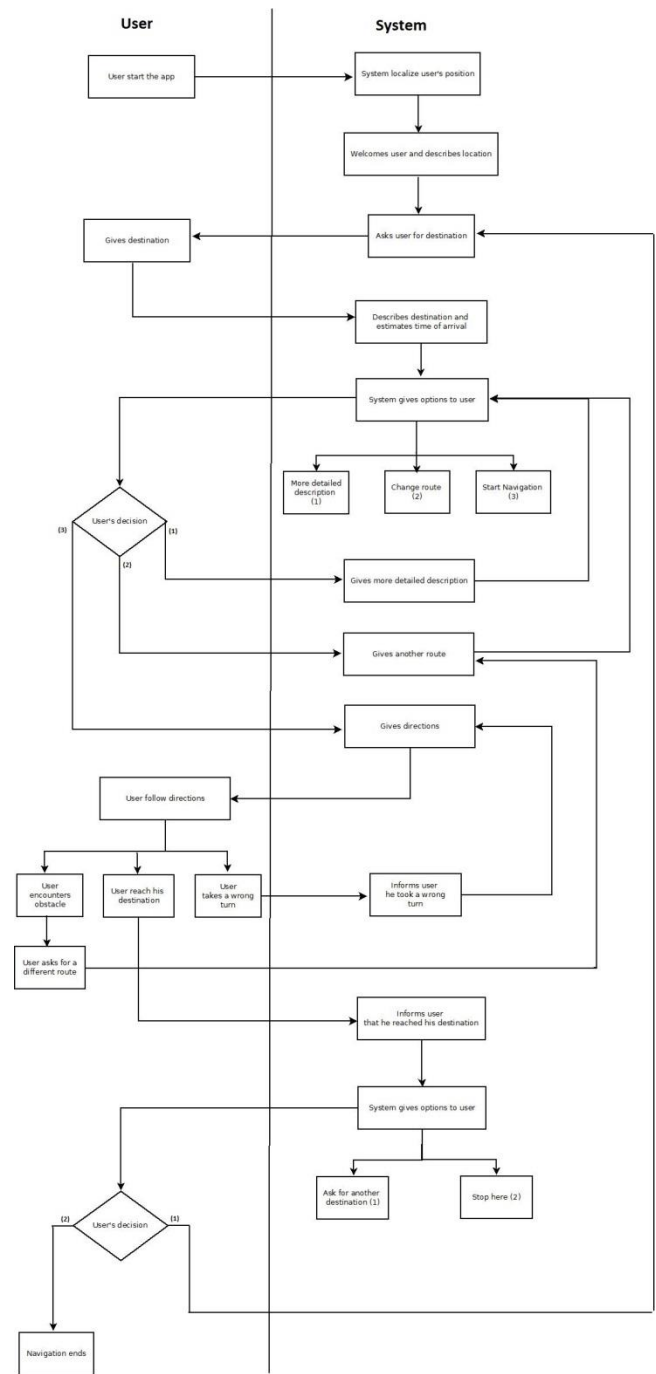 User
System
User start the app
System localize user's position
Welcomes user and describes location
Gives destination
Asks user for destination
Describes destination and
estimates time of arrival
System gives options to user
More detailed
description
(1)
Change route
(2)
Start Navigation
(3)
User's decision
(3)
(1)
(2)
Gives more detailed description
Gives another route
Gives directions
User follow directions
User
encounters
obstacle
User reach his
destination
User
takes a wrong
turn
Informs user
he took a wrong
turn
User asks for a
different route
Informs user
that he reached his destination
System gives options to user
Ask for another
destination (1)
Stop here (2)
User's decision
(2)
(1)
Navigation ends